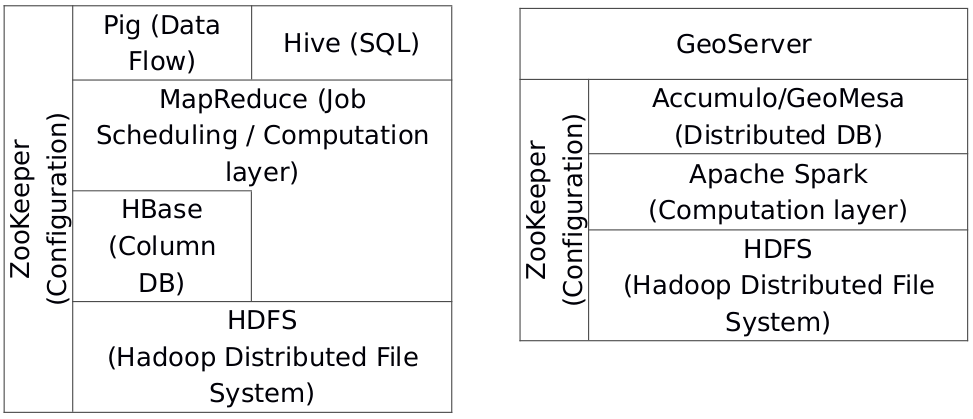 ZooKeeper
(Configuration)
Pig (Data
Flow)
Hive (SQL)
MapReduce (Job
Scheduling / Computation
layer)
HBase
(Column
DB)
HDFS
(Hadoop Distributed File
System)
GeoServer
ZooKeeper
(Configuration)
Accumulo/GeoMesa
(Distributed DB)
Apache Spark
(Computation layer)
HDFS
(Hadoop Distributed File
System)